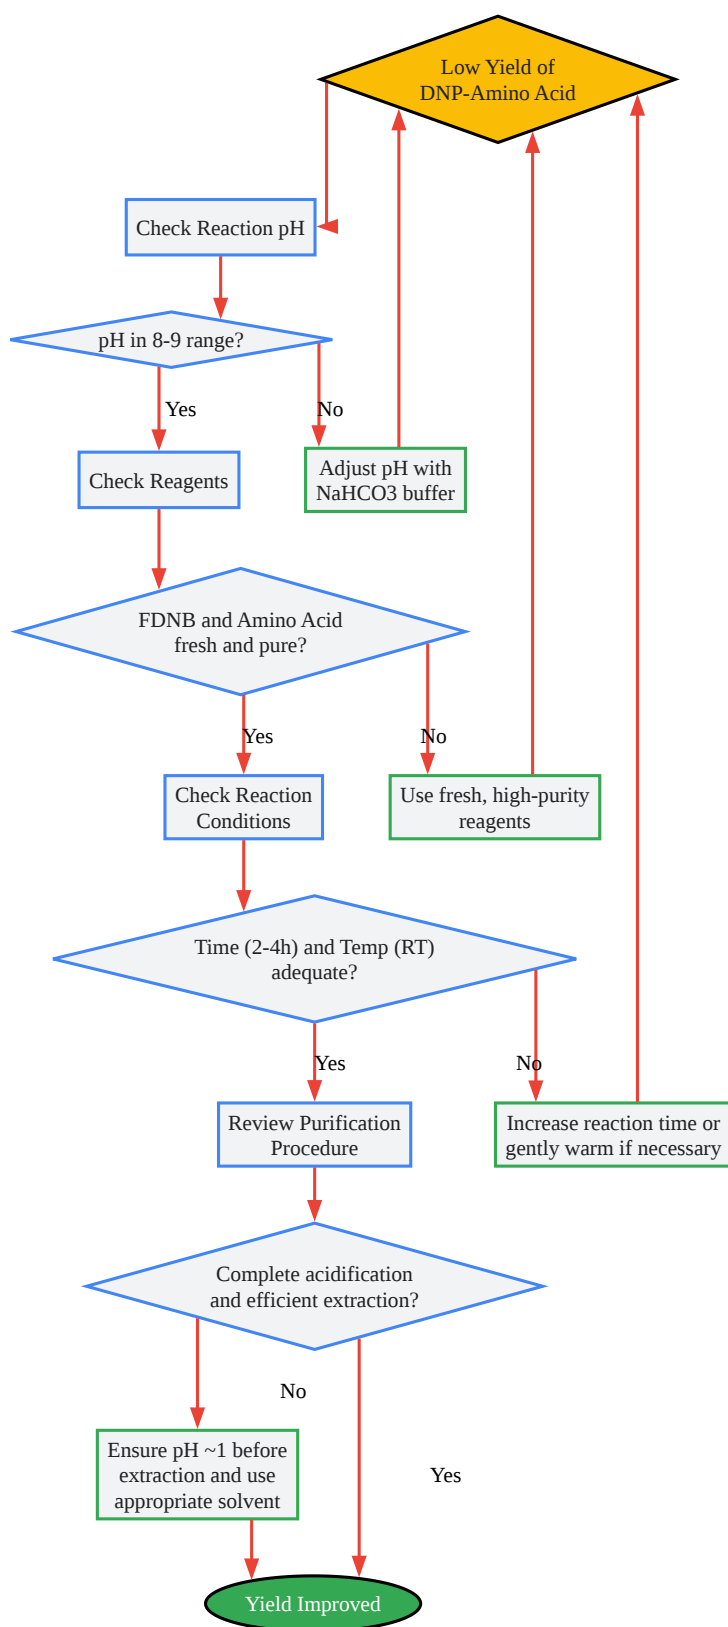 Low Yield of
DNP-Amino Acid
Check Reaction pH
pH in 8-9 range?
Yes
No
Check Reagents
Adjust pH with
NaHCO3 buffer
FDNB and Amino Acid
fresh and pure?
Yes
No
Check Reaction
Conditions
Use fresh, high-purity
reagents
Time (2-4h) and Temp (RT)
adequate?
Yes
No
Review Purification
Procedure
Increase reaction time or
gently warm if necessary
Complete acidification
and efficient extraction?
No
Ensure pH ~1 before
extraction and use
appropriate solvent
Yes
Yield Improved